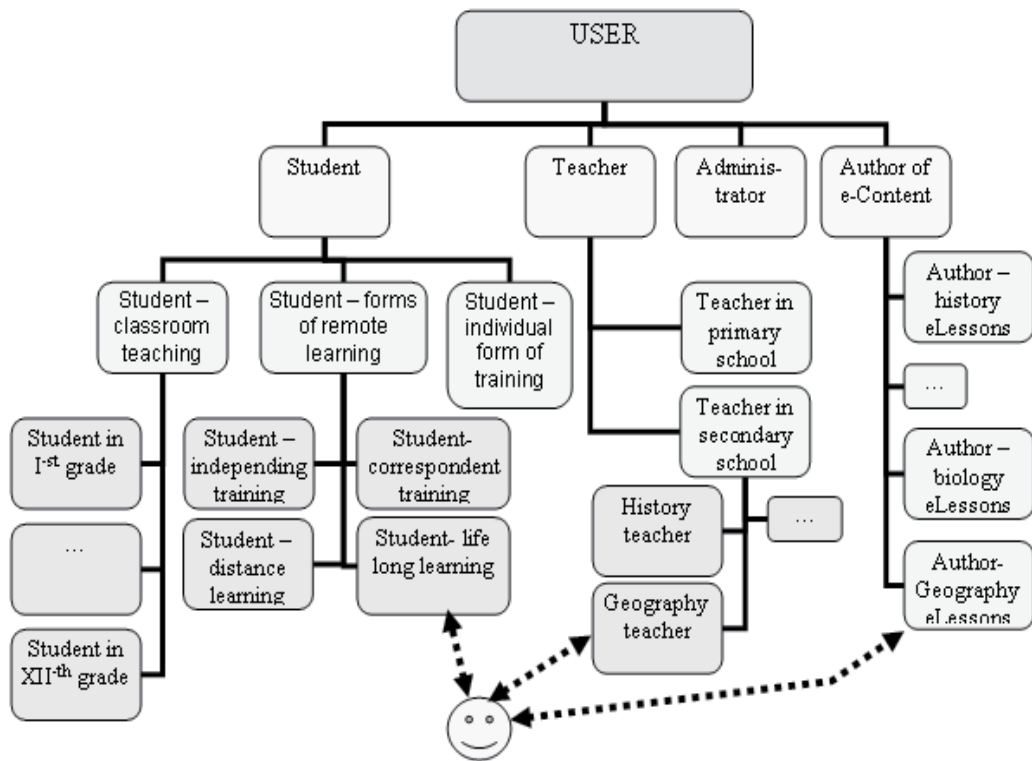 USER
Student
Teacher
Adminis-
trator
Author of
e-Content
Student –
classroom
teaching
Student – forms
of remote
learning
Student –
individual
form of
training
Teacher in
primary
school
Teacher in
secondary
school
Author –
history
eLessons
...
Author –
biology
eLessons
Author-
Geography
eLessons
Student in
I-st grade
...
Student in
XII-th grade
Student –
independing
training
Student-
correspondent
training
Student –
distance
learning
Student- life
long learning
History
teacher
...
Geography
teacher